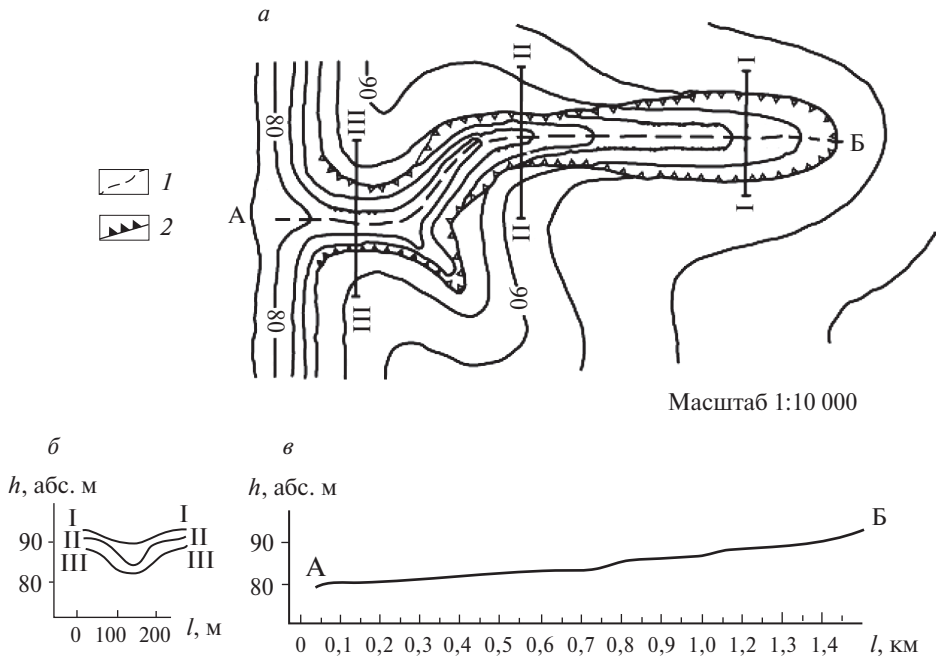 а
II
I
90
III
80
1
2
А
Б
I
II
90
III
80
Масштаб 1:10 000
б
в
h, абс. м
h, абс. м
I I
II II
III III
90
80
0 100 200 l, м
Б
90
А
80
0 0,1 0,2 0,3 0,4 0,5 0,6 0,7 0,8 0,9 1,0 1,1 1,2 1,3 1,4 l, км